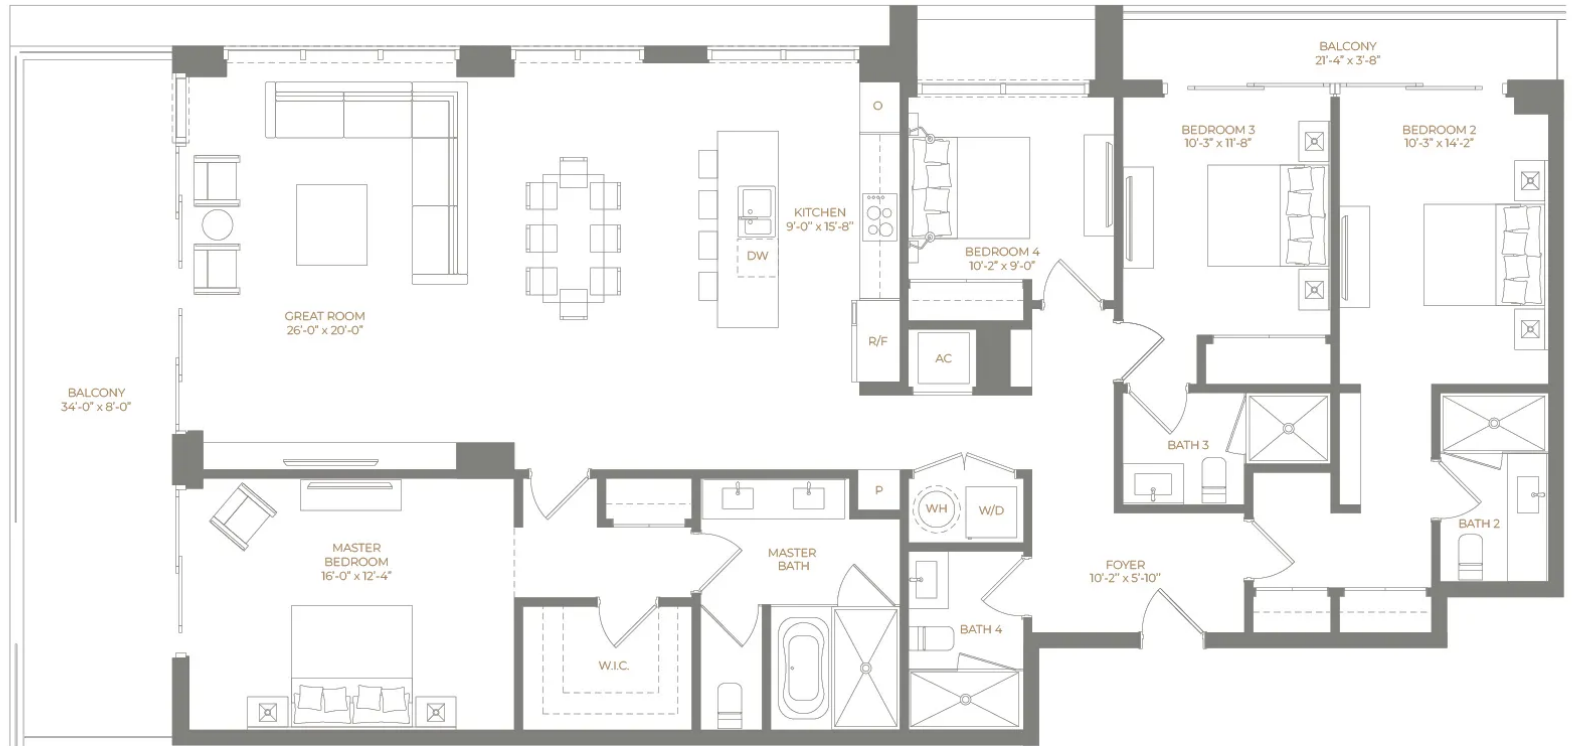 BALCONY
21'-4" x 3'-8"
O
BEDROOM 3
10'-3" x 11'-8"
BEDROOM 2
10'-3" x 14'-2"
KITCHEN
9'-0" x 15'-8"
DW
BEDROOM 4
10'-2" x 9'-0"
GREAT ROOM
26'-0" x 20'-0"
R/F
AC
BALCONY
34'-0" x 8'-0"
BATH 3
P
WH
W/D
BATH 2
MASTER
BEDROOM
16'-0" x 12'-4"
MASTER
BATH
FOYER
10'-2" x 5'-10"
BATH 4
W.I.C.